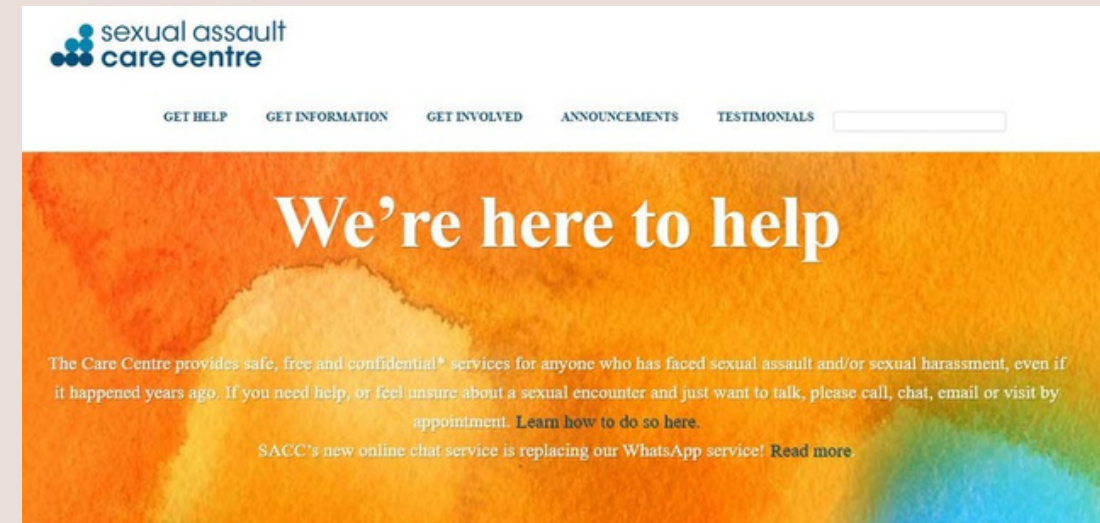 sexual assault
care centre
GET HELP GET INFORMATION GET INVOLVED ANNOUNCEMENTS TESTIMONIALS
We're here to help
The Care Centre provides safe, free and confidential* services for anyone who has faced sexual assault and/or sexual harassment, even if
it happened years ago. If you need help, or feel unsure about a sexual encounter and just want to talk, please call, chat, email or visit by
appointment. Learn how to do so here.
SACC's new online chat service is replacing our WhatsApp service! Read more.